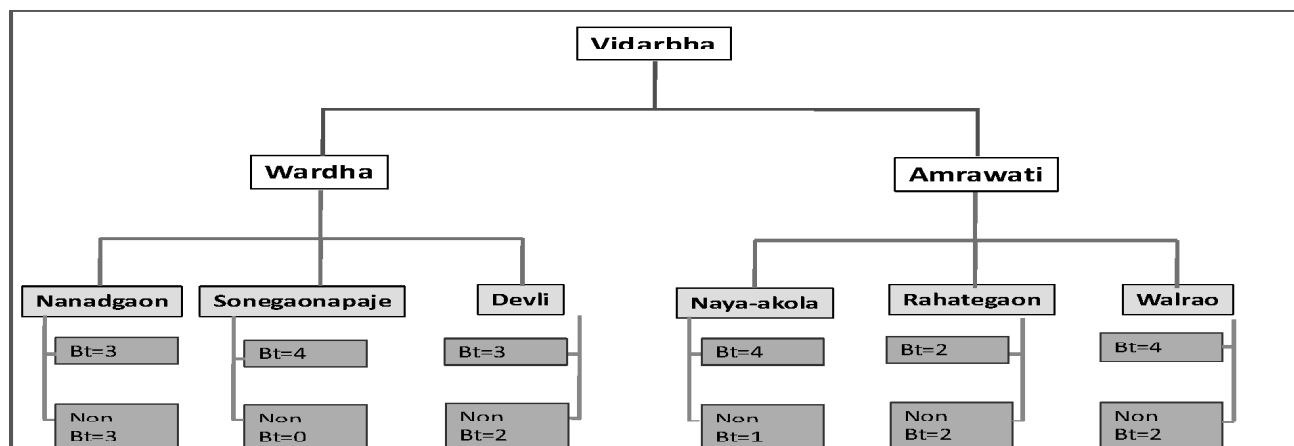 Vidarbha
Wardha
Amrawati
Nanadgaon
Sonegaonapaje
Devli
Naya-akola
Rahategaon
Walrao
Bt=3
Bt=4
Bt=3
Bt=4
Bt=2
Bt=4
Non
Bt=3
Non
Bt=0
Non
Bt=2
Non
Bt=1
Non
Bt=2
Non
Bt=2